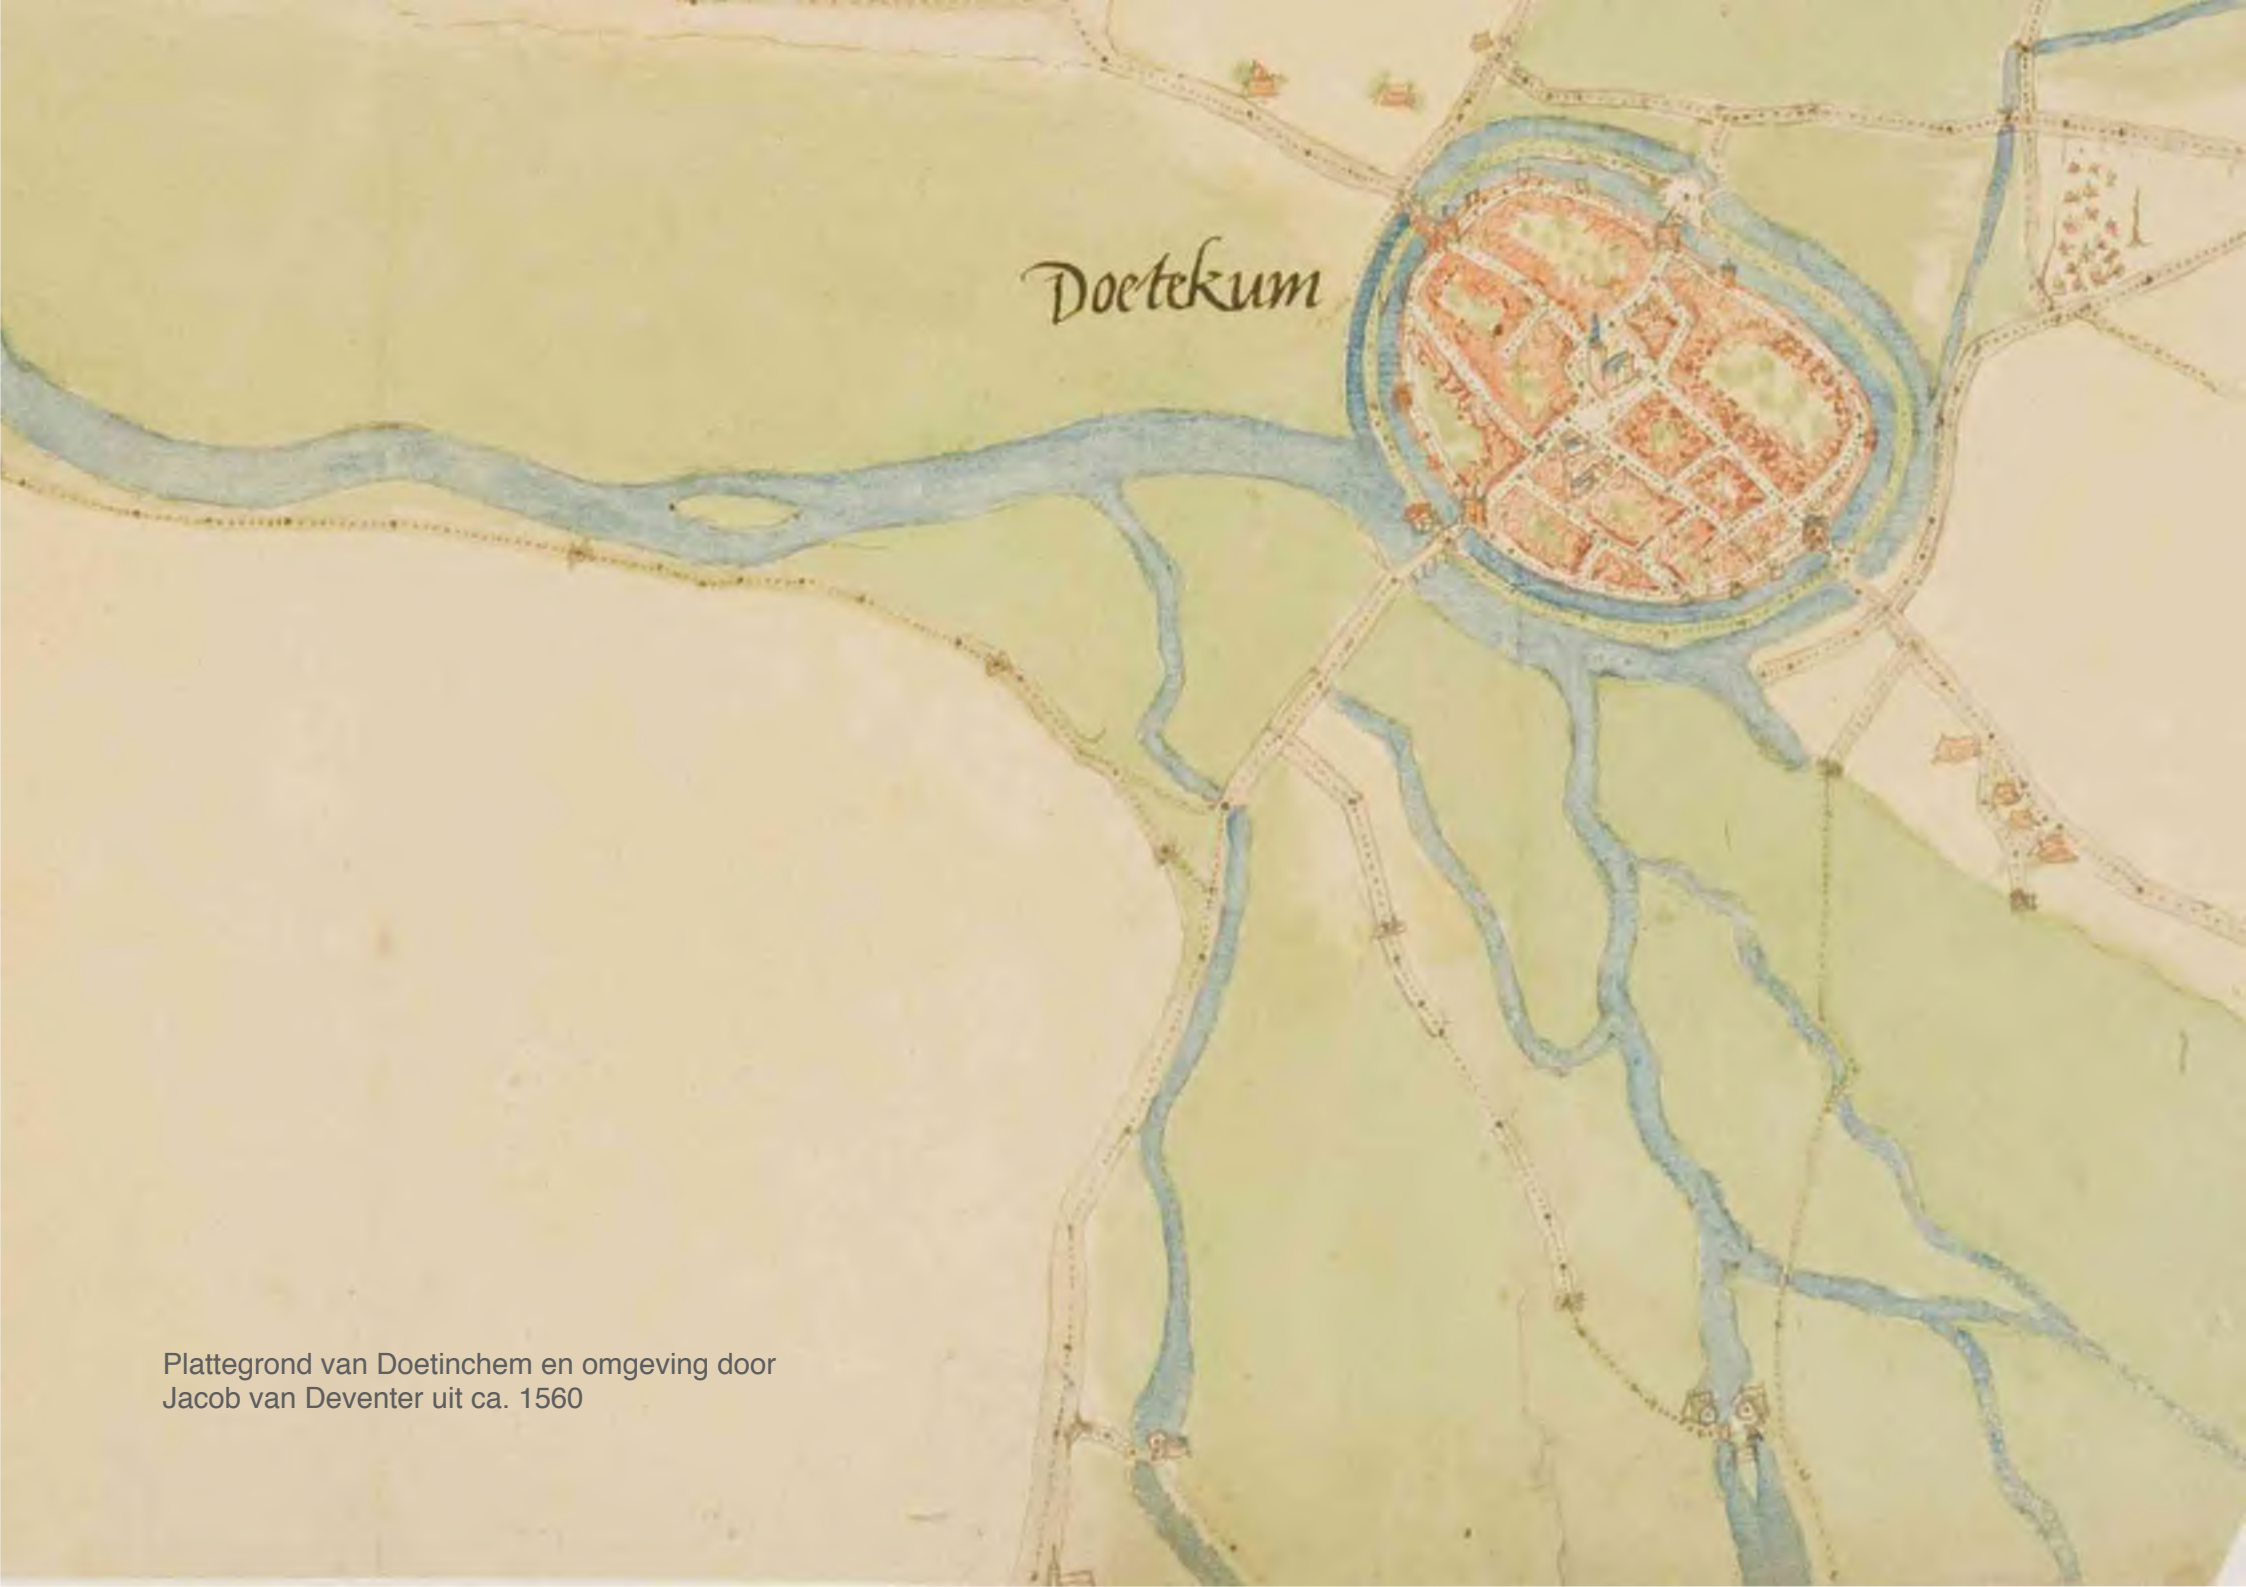 Doetekum
Plattegrond van Doetinchem en omgeving door
Jacob van Deventer uit ca. 1560